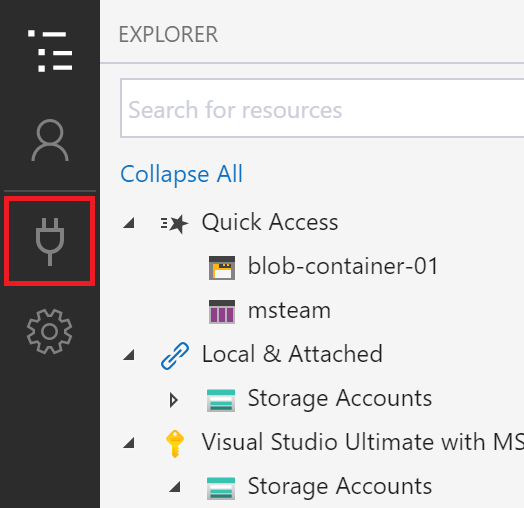 EXPLORER
Search for resources
Collapse All
Quick Access
blob-container-01
msteam
Local & Attached
Storage Accounts
Visual Studio Ultimate with MS
Storage Accounts